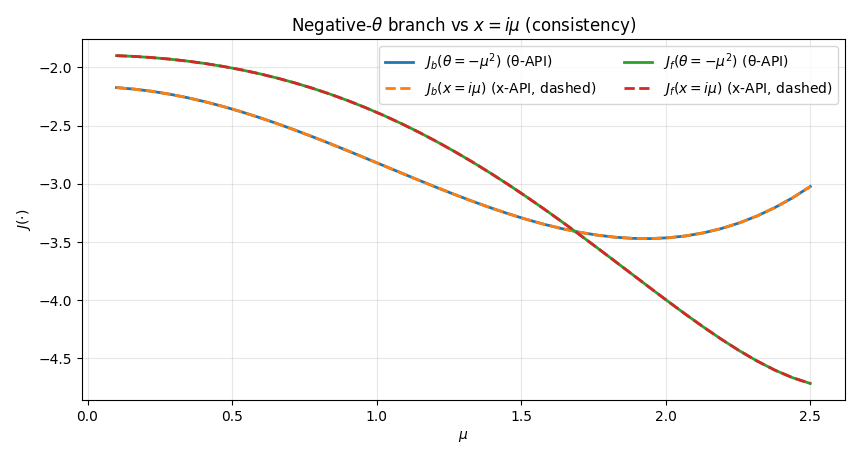 Negative-θ branch vs x = iμ (consistency)
J_b(θ = −μ²) (θ-API)
J_b(x = iμ) (x-API, dashed)
J_f(θ = −μ²) (θ-API)
J_f(x = iμ) (x-API, dashed)
J(·)
−2.0
−2.5
−3.0
−3.5
−4.0
−4.5
0.0 0.5 1.0 1.5 2.0 2.5
μ